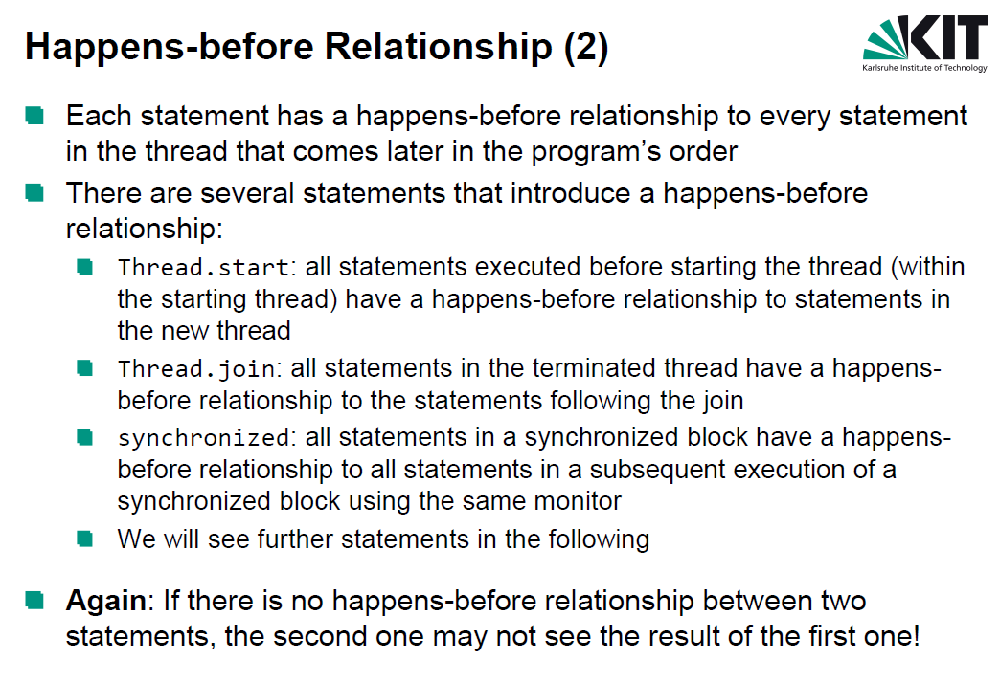 Happens-before Relationship (2)
KIT
Karlsruhe Institute of Technology
Each statement has a happens-before relationship to every statement
in the thread that comes later in the program’s order
There are several statements that introduce a happens-before
relationship:
Thread.start: all statements executed before starting the thread (within
the starting thread) have a happens-before relationship to statements in
the new thread
Thread.join: all statements in the terminated thread have a happens-
before relationship to the statements following the join
synchronized: all statements in a synchronized block have a happens-
before relationship to all statements in a subsequent execution of a
synchronized block using the same monitor
We will see further statements in the following
Again: If there is no happens-before relationship between two
statements, the second one may not see the result of the first one!